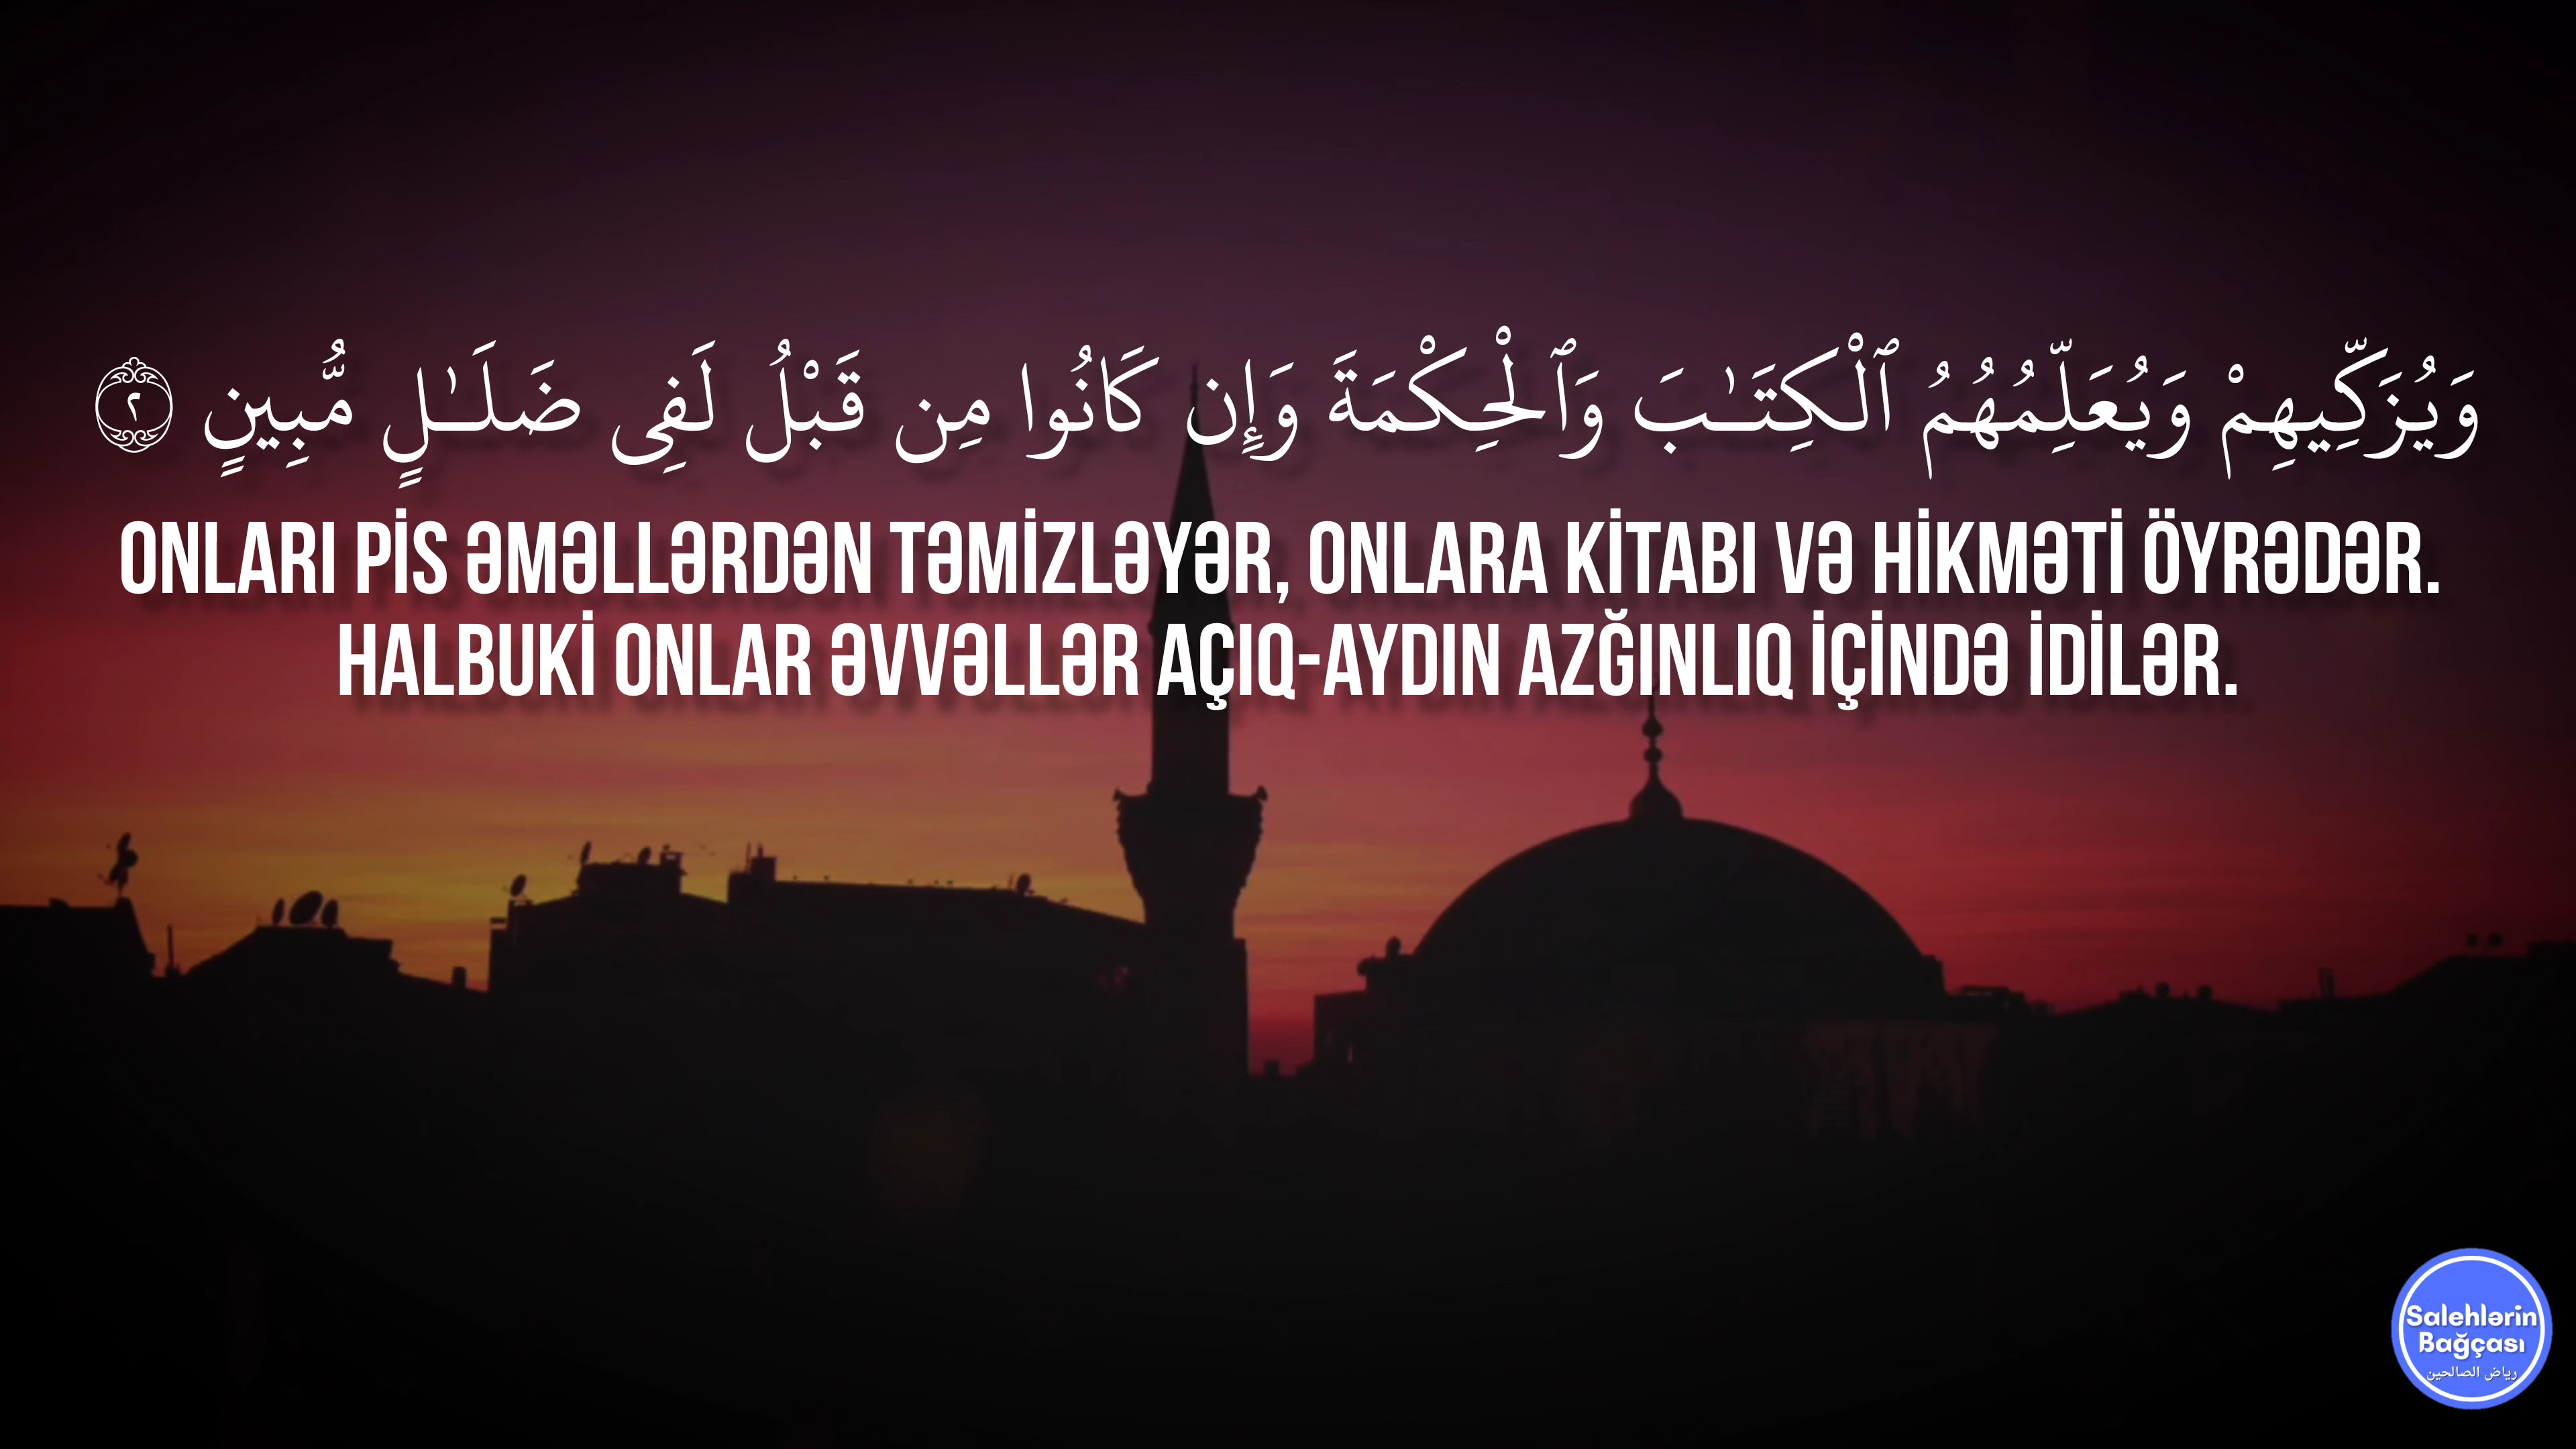 وَيُزَكِّيهِمْ وَيُعَلِّمُهُمُ ٱلْكِتَـٰبَ وَٱلْحِكْمَةَ وَإِن كَانُوا مِن قَبْلُ لَفِى ضَلَـٰلٍ مُّبِينٍ ٢
ONLARI PİS ƏMƏLLƏRDƏN TƏMİZLƏYƏR, ONLARA KİTABI VƏ HİKMƏTİ ÖYRƏDƏR.
HALBUKİ ONLAR ƏVVƏLLƏR AÇIQ-AYDIN AZĞINLIQ İÇİNDƏ İDİLƏR.
Salehlərin
Bağçası
رياض الصالحين